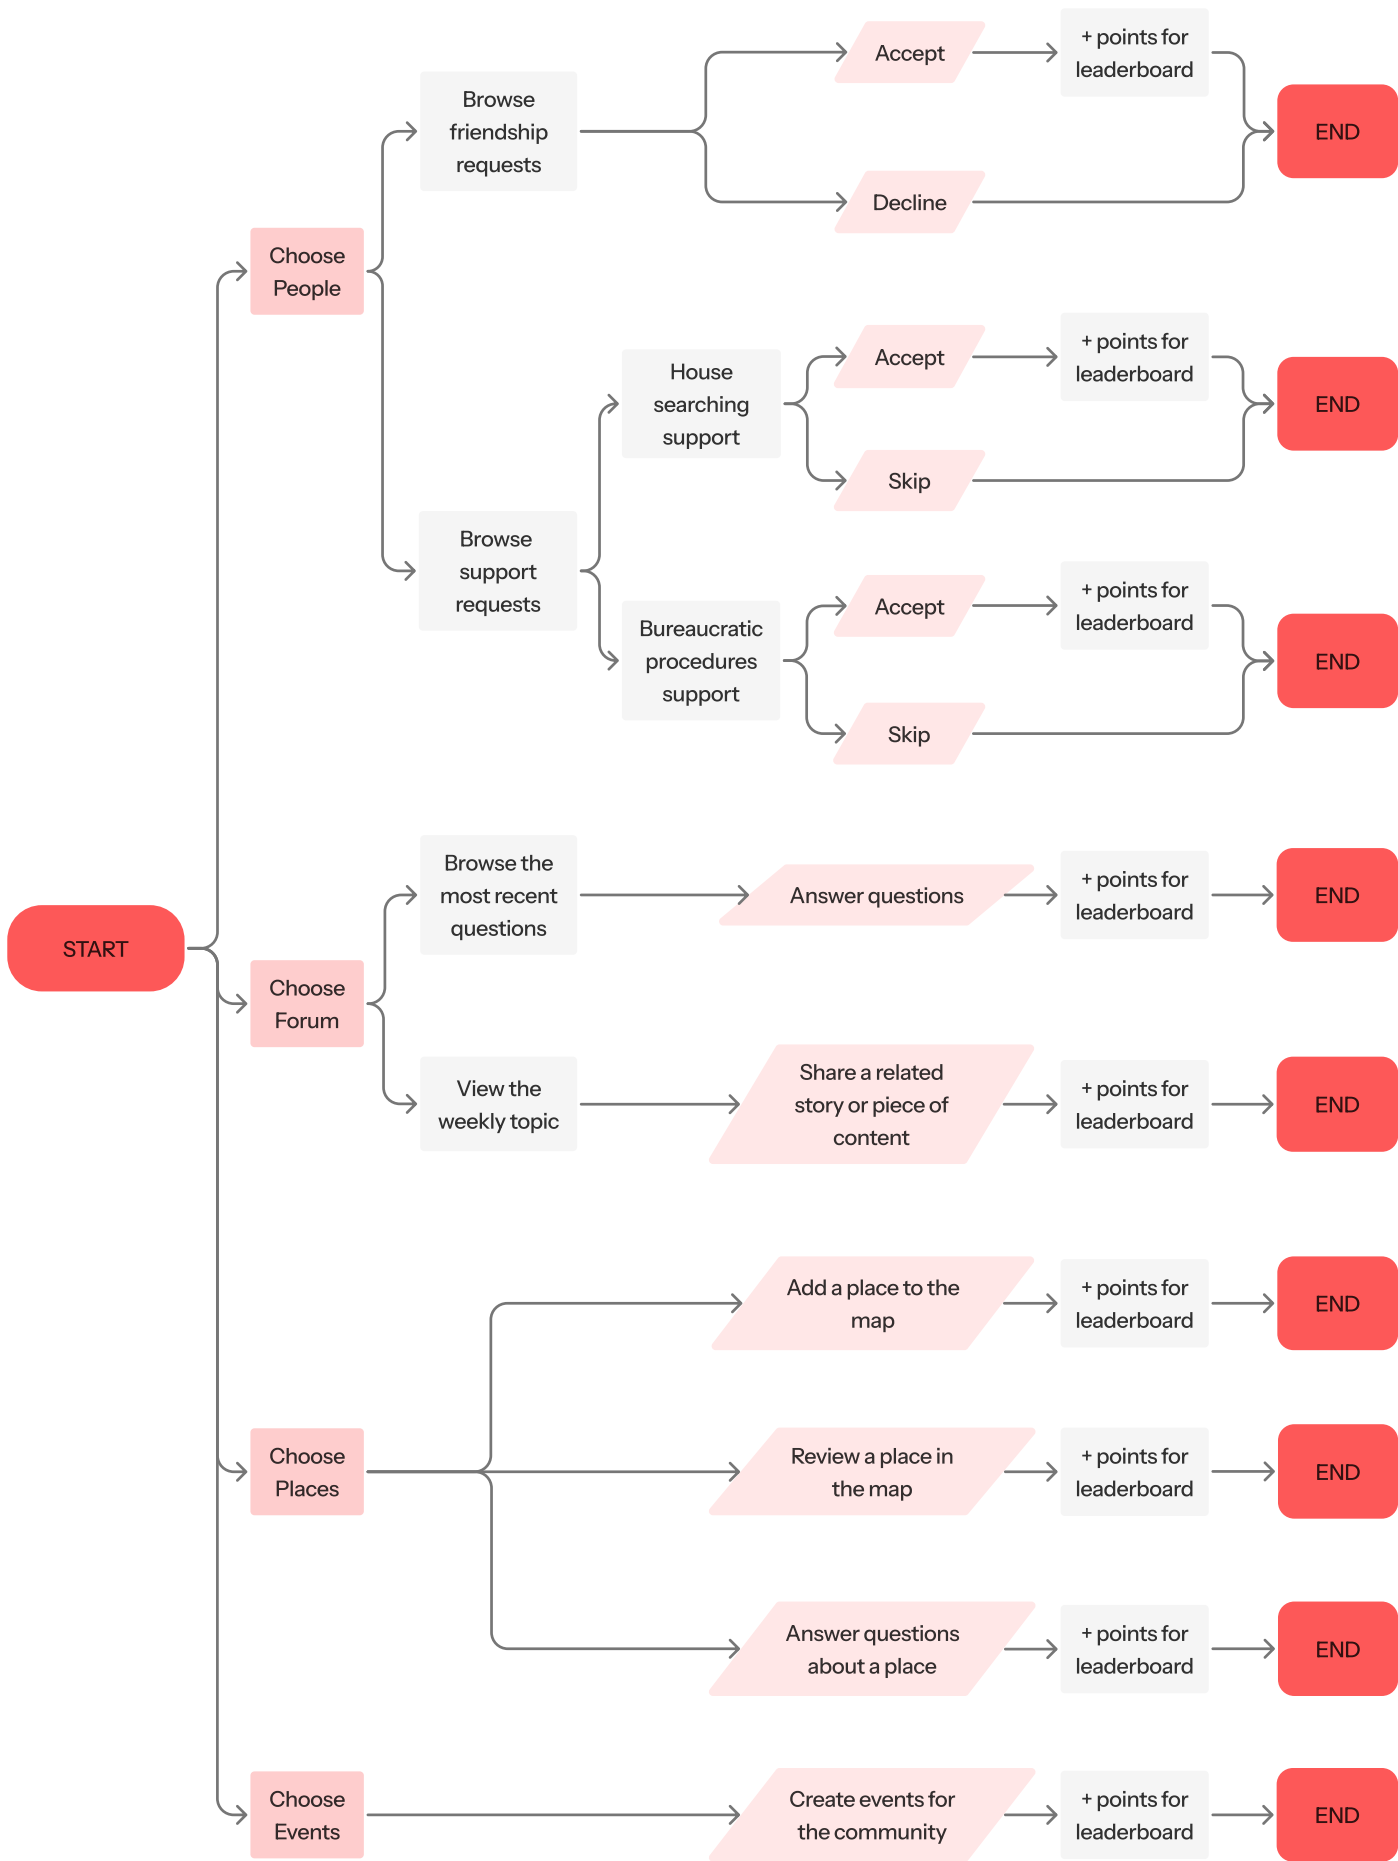 START
Choose
People
Browse
friendship
requests
Accept
+ points for
leaderboard
Decline
END
Browse
support
requests
House
searching
support
Accept
+ points for
leaderboard
Skip
END
Bureaucratic
procedures
support
Accept
+ points for
leaderboard
Skip
END
Choose
Forum
Browse the
most recent
questions
Answer questions
+ points for
leaderboard
END
View the
weekly topic
Share a related
story or piece of
content
+ points for
leaderboard
END
Choose
Places
Add a place to the
map
+ points for
leaderboard
END
Review a place in
the map
+ points for
leaderboard
END
Answer questions
about a place
+ points for
leaderboard
END
Choose
Events
Create events for
the community
+ points for
leaderboard
END